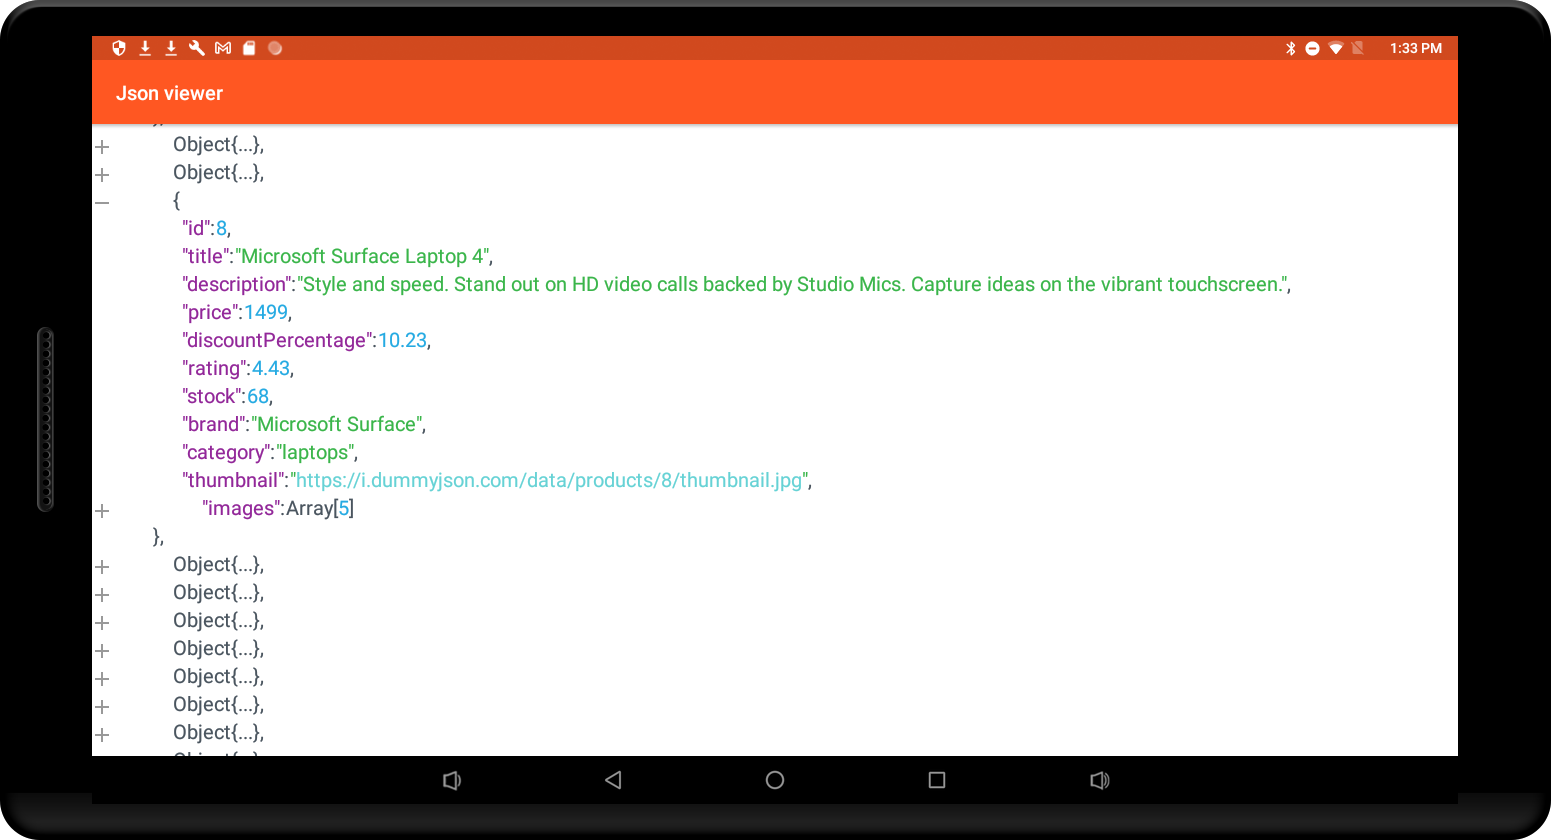 1:33 PM
Json viewer
},
Object{...},
Object{...},
{
"id":8,
"title":"Microsoft Surface Laptop 4",
"description":"Style and speed. Stand out on HD video calls backed by Studio Mics. Capture ideas on the vibrant touchscreen.",
"price":1499,
"discountPercentage":10.23,
"rating":4.43,
"stock":68,
"brand":"Microsoft Surface",
"category":"laptops",
"thumbnail":"https://i.dummyjson.com/data/products/8/thumbnail.jpg",
"images":Array[5]
},
Object{...},
Object{...},
Object{...},
Object{...},
Object{...},
Object{...},
Object{...},